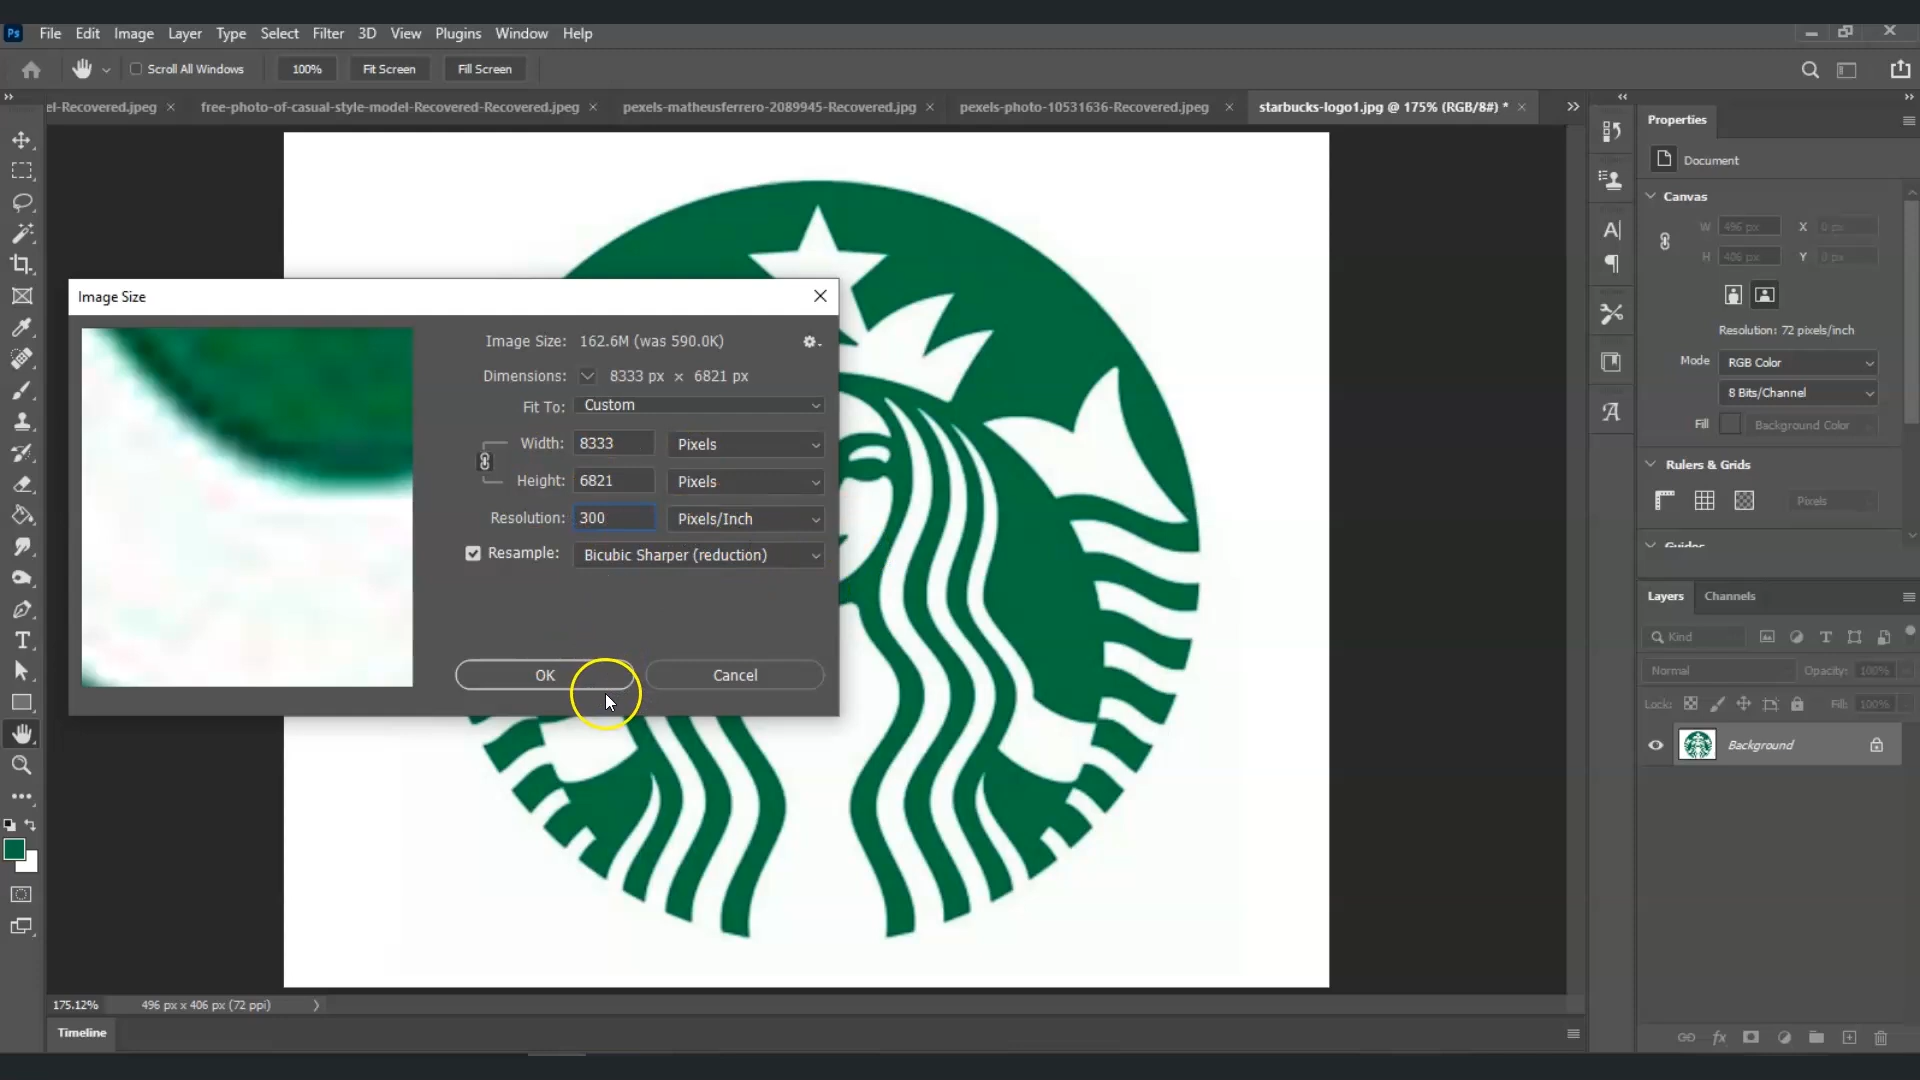 Ps File Edit Image Layer Type Select Filter 3D View Plugins Window Help
Scroll All Windows 100% Fit Screen Fill Screen
el-Recovered.jpeg × free-photo-of-casual-style-model-Recovered-Recovered.jpeg × pexels-matheusferrero-2089945-Recovered.jpg × pexels-photo-10531636-Recovered.jpeg × starbucks-logo1.jpg @ 175% (RGB/8#) * ×
Properties
Document
Canvas
W 496 px X 0 px
H 406 px Y 0 px
Resolution: 72 pixels/inch
Mode RGB Color
8 Bits/Channel
Fill Background Color
Rulers & Grids
Pixels
Guides
Image Size
Image Size: 162.6M (was 590.0K)
Dimensions: 8333 px × 6821 px
Fit To: Custom
Width: 8333 Pixels
Height: 6821 Pixels
Resolution: 300 Pixels/Inch
Resample: Bicubic Sharper (reduction)
OK Cancel
Layers Channels
Kind
Normal Opacity: 100%
Lock: Fill: 100%
Background
175.12% 496 px x 406 px (72 ppi)
Timeline